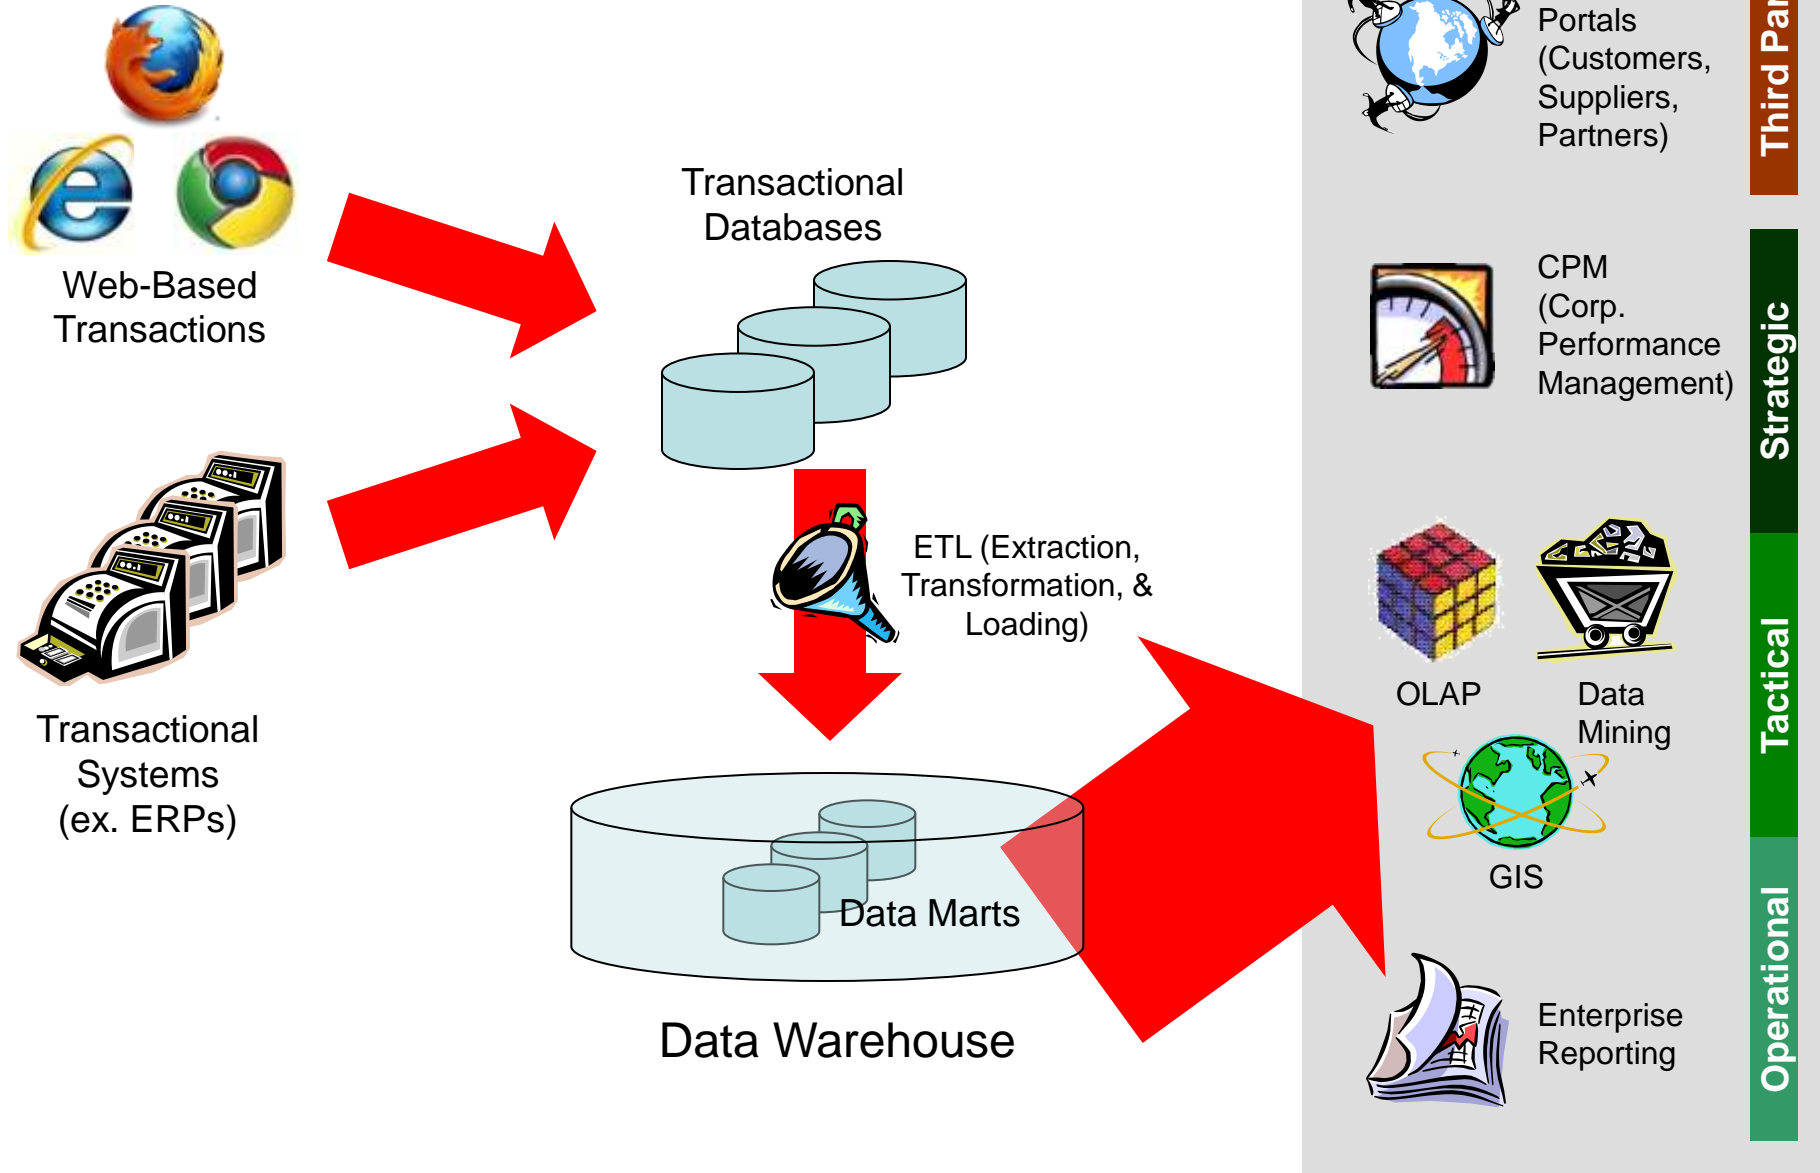 Web-Based
Transactions
Transactional
Systems
(ex. ERPs)
Transactional
Databases
ETL (Extraction,
Transformation, &
Loading)
Data Marts
Data Warehouse
Portals
(Customers,
Suppliers,
Partners)
CPM
(Corp.
Performance
Management)
OLAP
Data
Mining
GIS
Enterprise
Reporting
Third
Strategic
Tactical
Operational